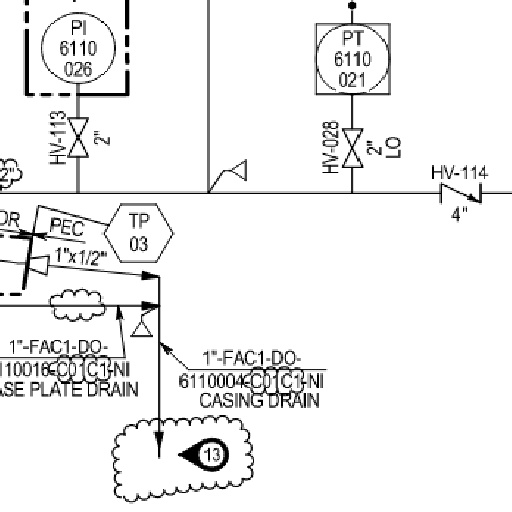 PI
6110
026
HV-113
2"
PT
6110
021
HV-028
2"
LO
HV-114
4"
2"
OR
PEC
TP
03
1"x1/2"
1"-FAC1-DO-
110016-C01C1-NI
ASE PLATE DRAIN
1"-FAC1-DO-
6110004-C01C1-NI
CASING DRAIN
13